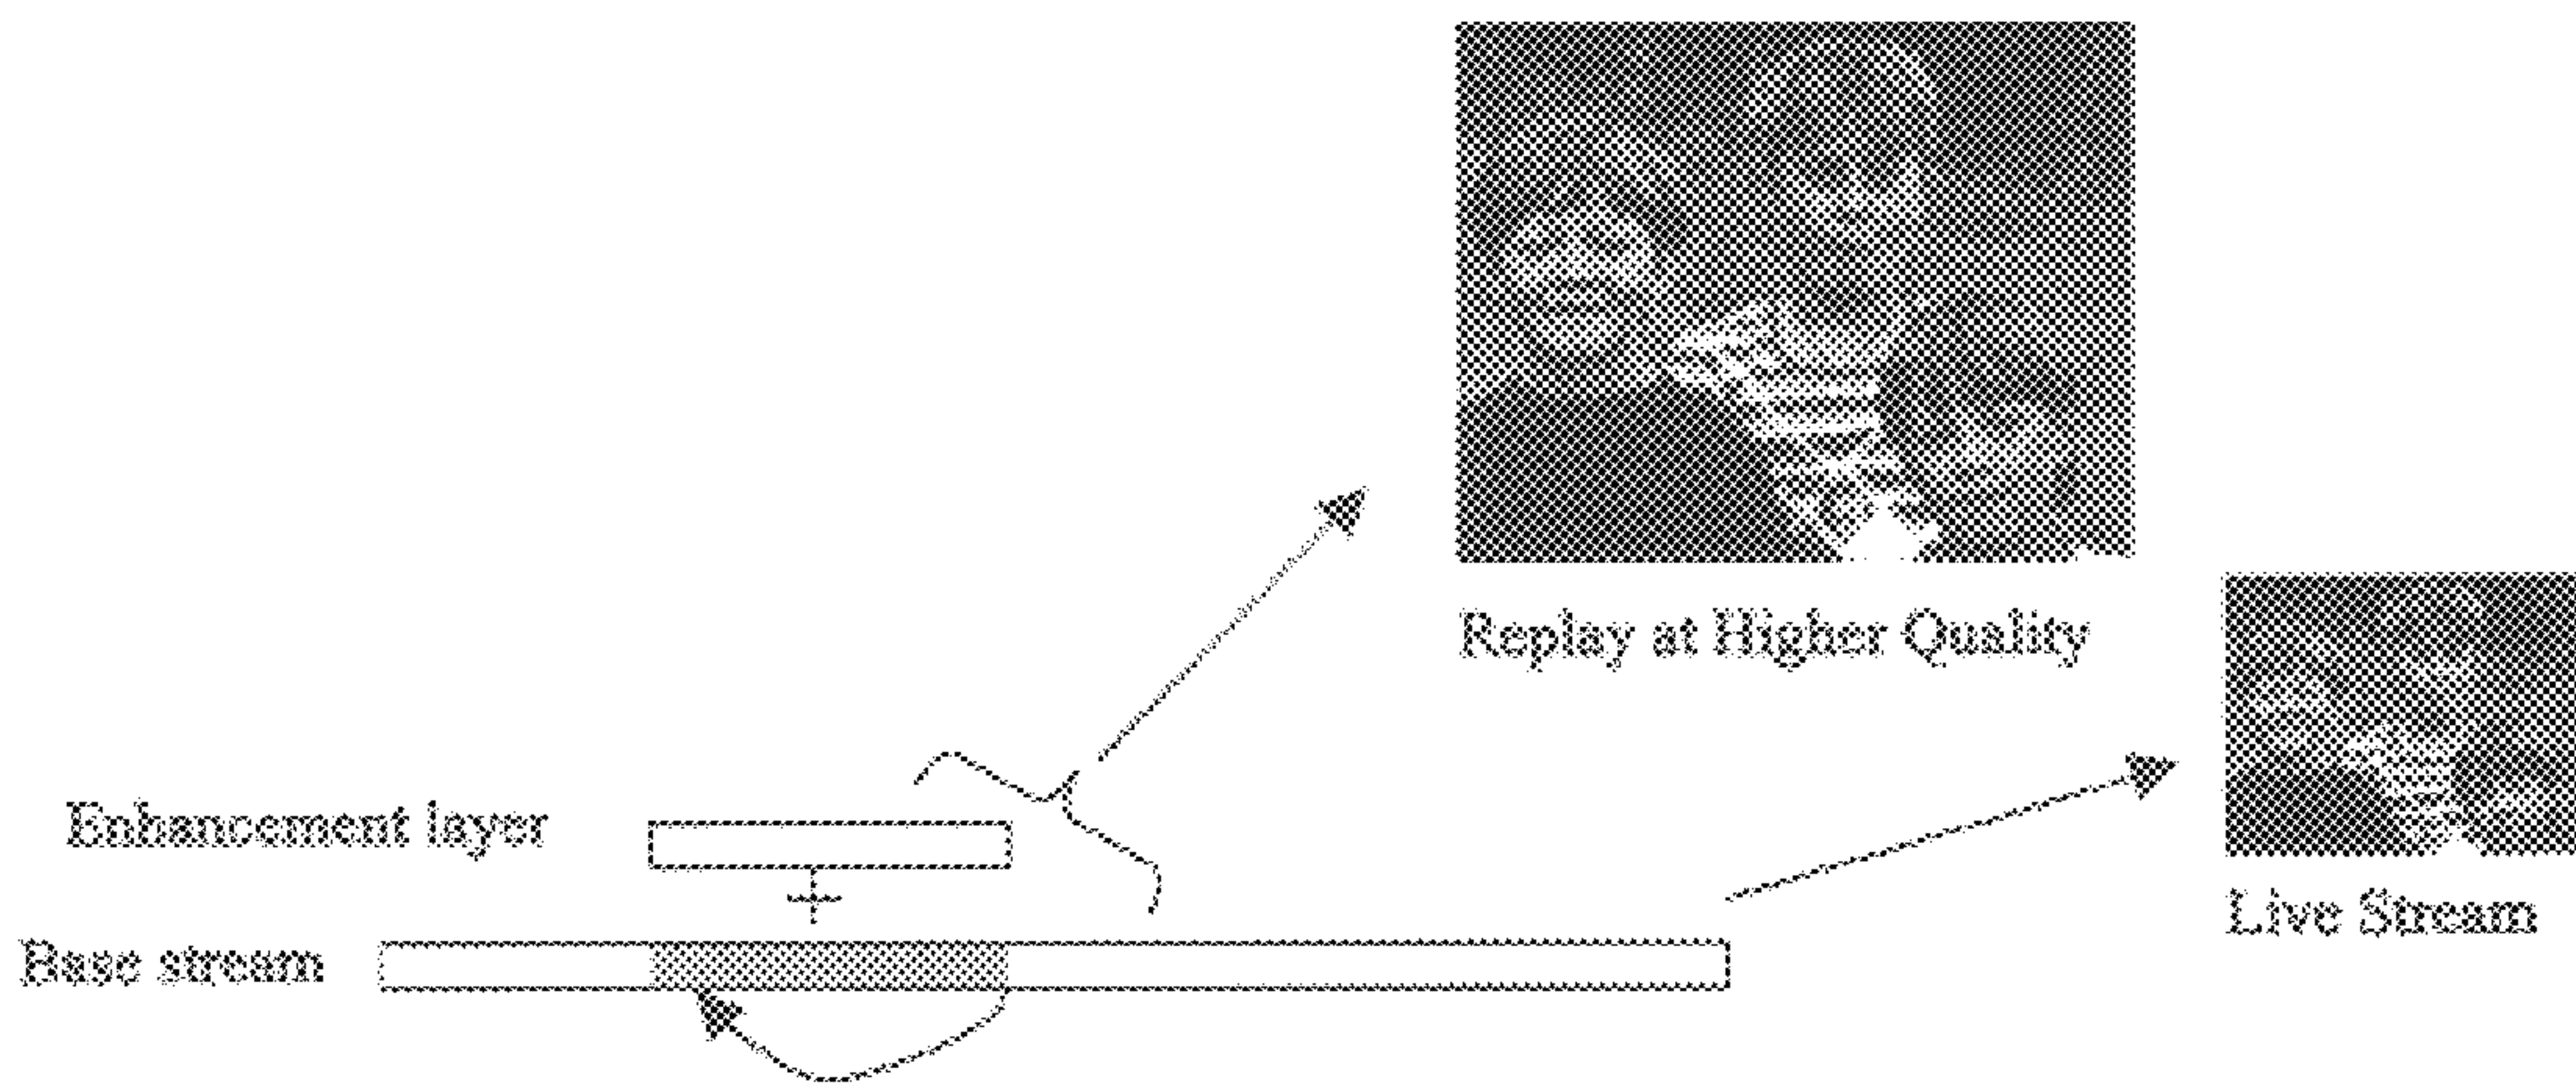 Replay at Higher Quality
Live Stream
Enhancement layer
Base stream